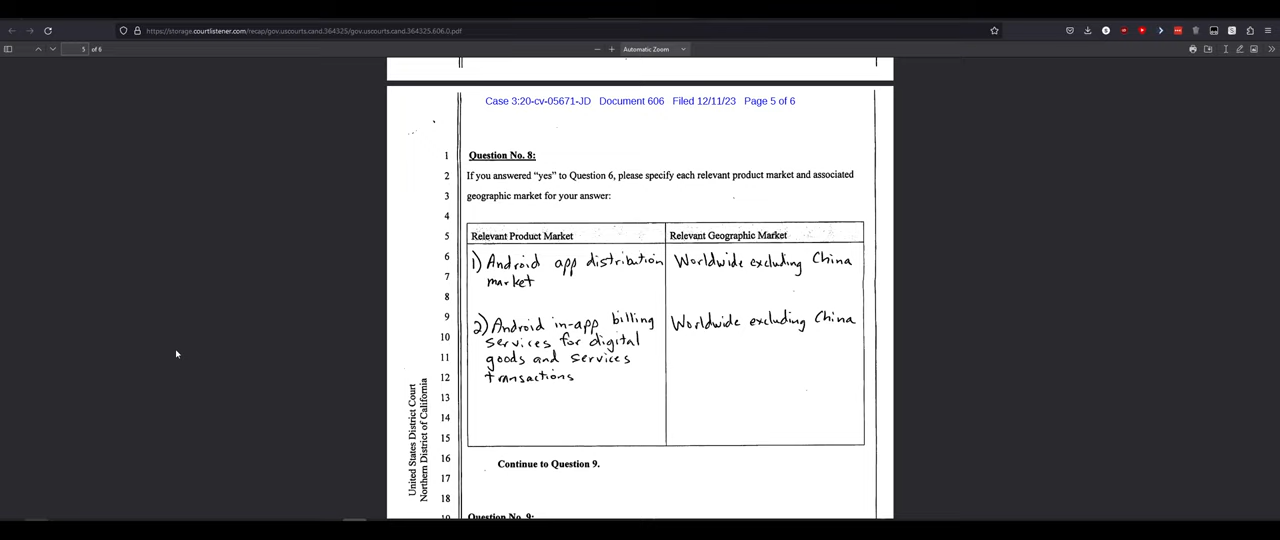 https://storage.courtlistener.com/recap/gov.uscourts.cand.364325/gov.uscourts.cand.364325.606.0.pdf
5 of 6
Automatic Zoom
Case 3:20-cv-05671-JD Document 606 Filed 12/11/23 Page 5 of 6
1 Question No. 8:
2 If you answered “yes” to Question 6, please specify each relevant product market and associated
3 geographic market for your answer:
4
5 Relevant Product Market Relevant Geographic Market
6 1) Android app distribution Worldwide excluding China
7 market
8
9 2) Android in-app billing Worldwide excluding China
10 services for digital
11 goods and services
12 transactions
13
14
15
16 Continue to Question 9.
17
18
19 Question No. 9:
United States District Court
Northern District of California